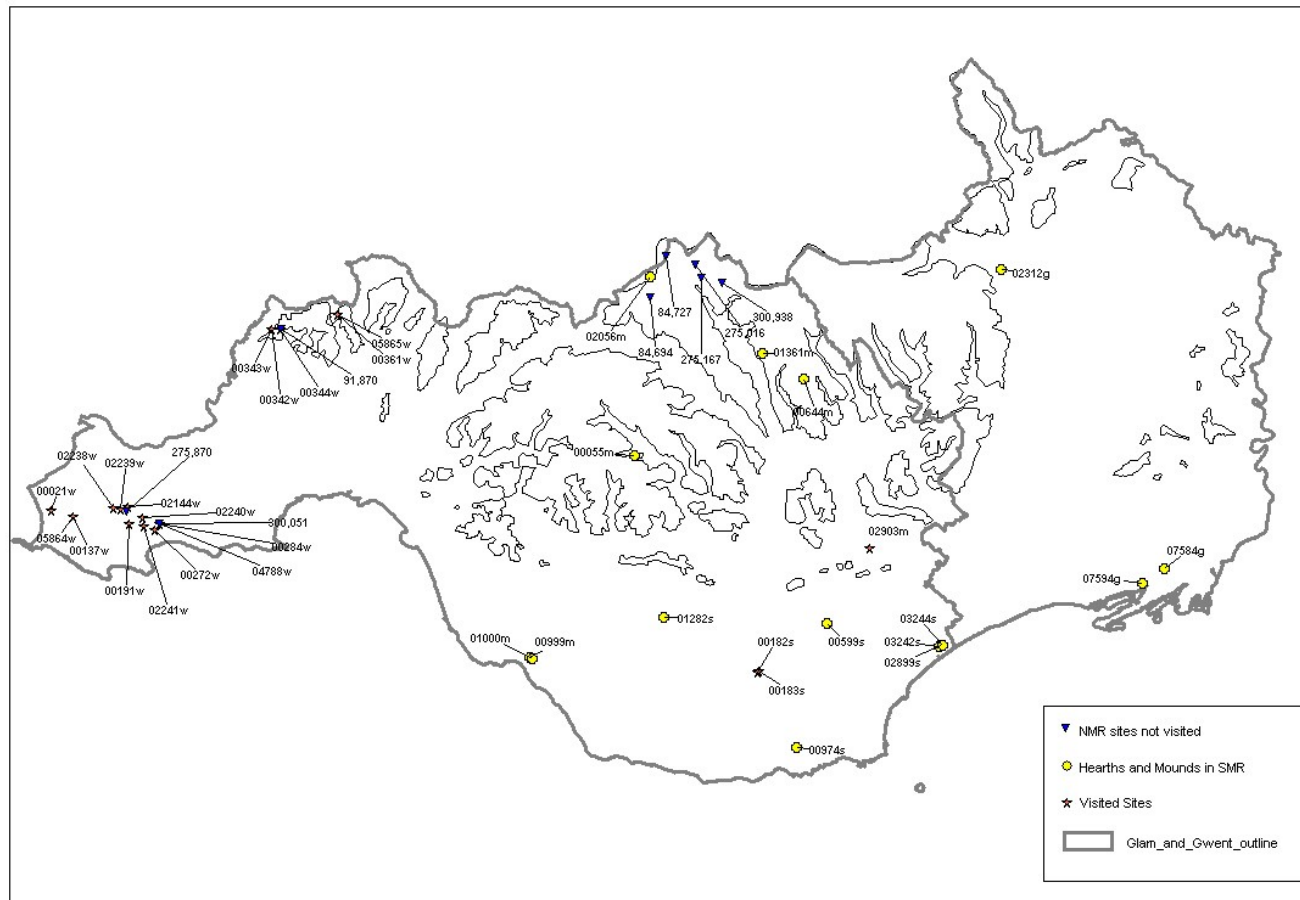 02312g
84,727
300,938
02056m
275,016
05865w
84,694
275,167
01361m
00361w
00343w
91,870
00344w
00342w
00644m
00055m
275,870
02238w
02239w
00021w
02144w
02240w
300,051
05864w
00137w
00284w
00272w
04788w
00191w
02241w
02903m
07584g
07594g
01282s
03244s
00599s
03242s
02899s
01000m
00999m
00182s
00183s
00974s
NMR sites not visited
Hearths and Mounds in SMR
Visited Sites
Glam_and_Gwent_outline